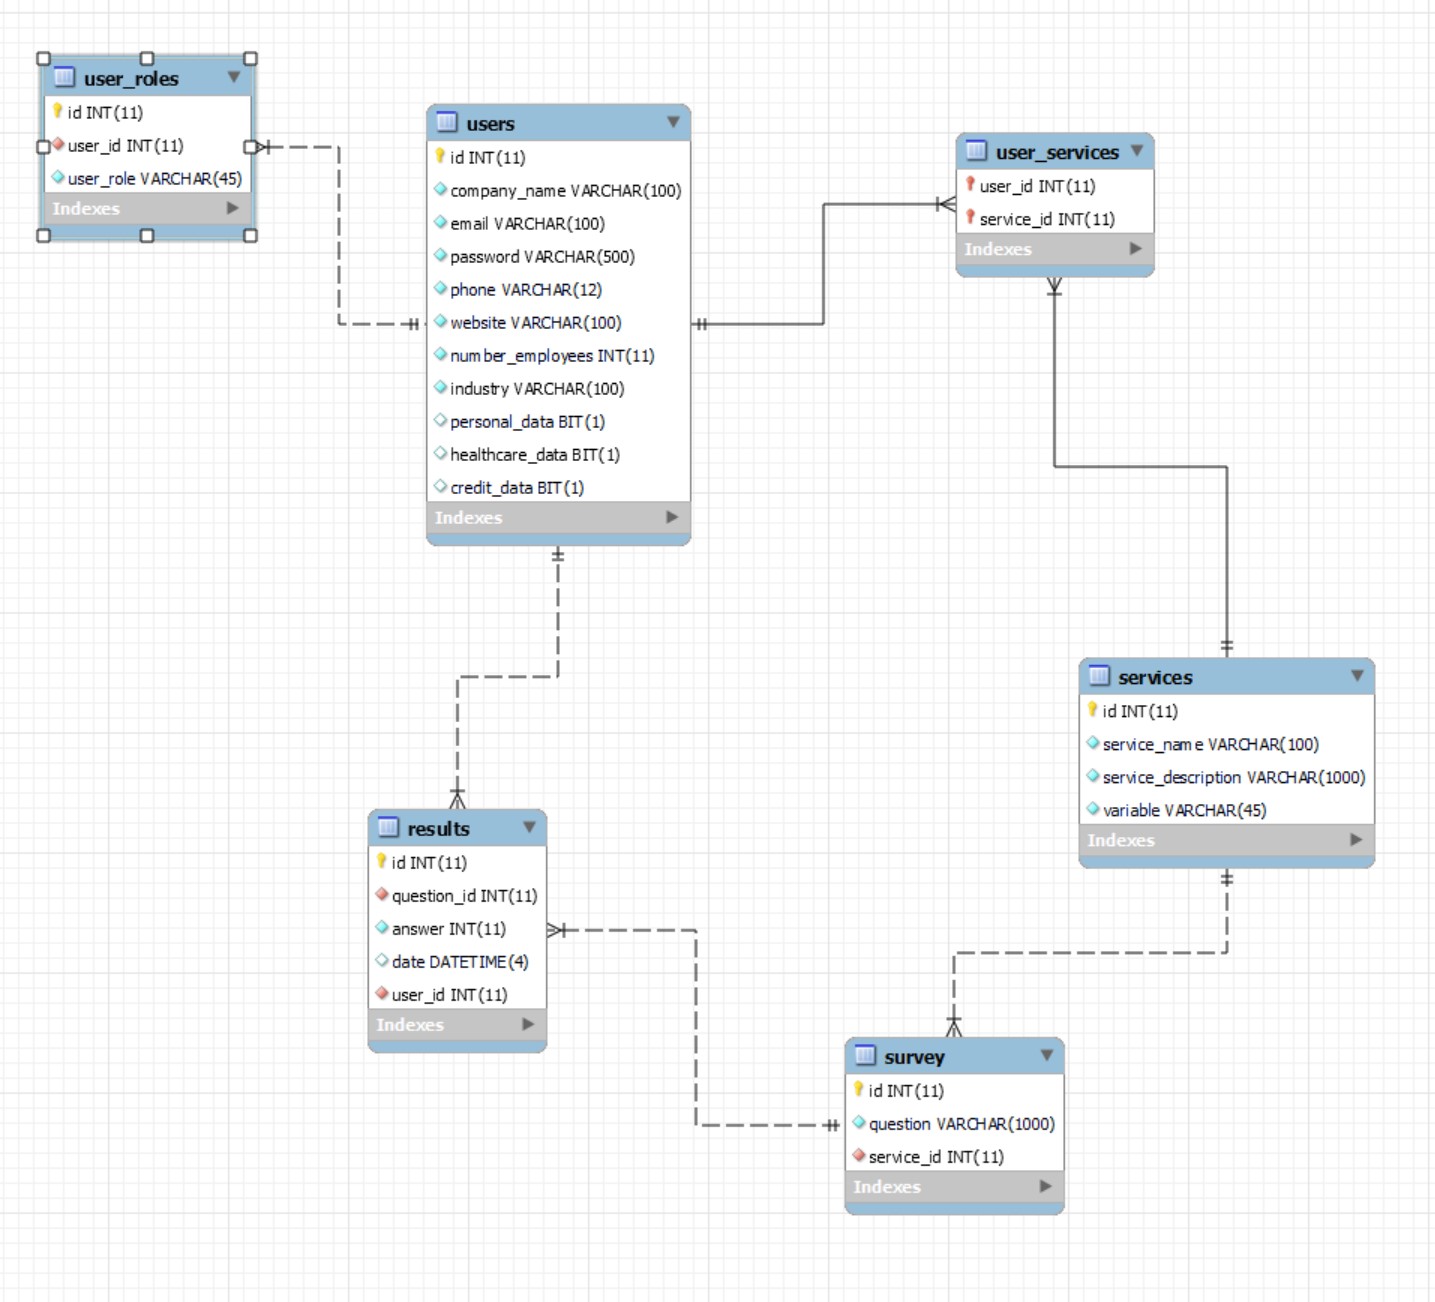 user_roles
id INT(11)
user_id INT(11)
user_role VARCHAR(45)
Indexes
users
id INT(11)
company_name VARCHAR(100)
email VARCHAR(100)
password VARCHAR(500)
phone VARCHAR(12)
website VARCHAR(100)
number_employees INT(11)
industry VARCHAR(100)
personal_data BIT(1)
healthcare_data BIT(1)
credit_data BIT(1)
Indexes
user_services
user_id INT(11)
service_id INT(11)
Indexes
services
id INT(11)
service_name VARCHAR(100)
service_description VARCHAR(1000)
variable VARCHAR(45)
Indexes
results
id INT(11)
question_id INT(11)
answer INT(11)
date DATETIME(4)
user_id INT(11)
Indexes
survey
id INT(11)
question VARCHAR(1000)
service_id INT(11)
Indexes